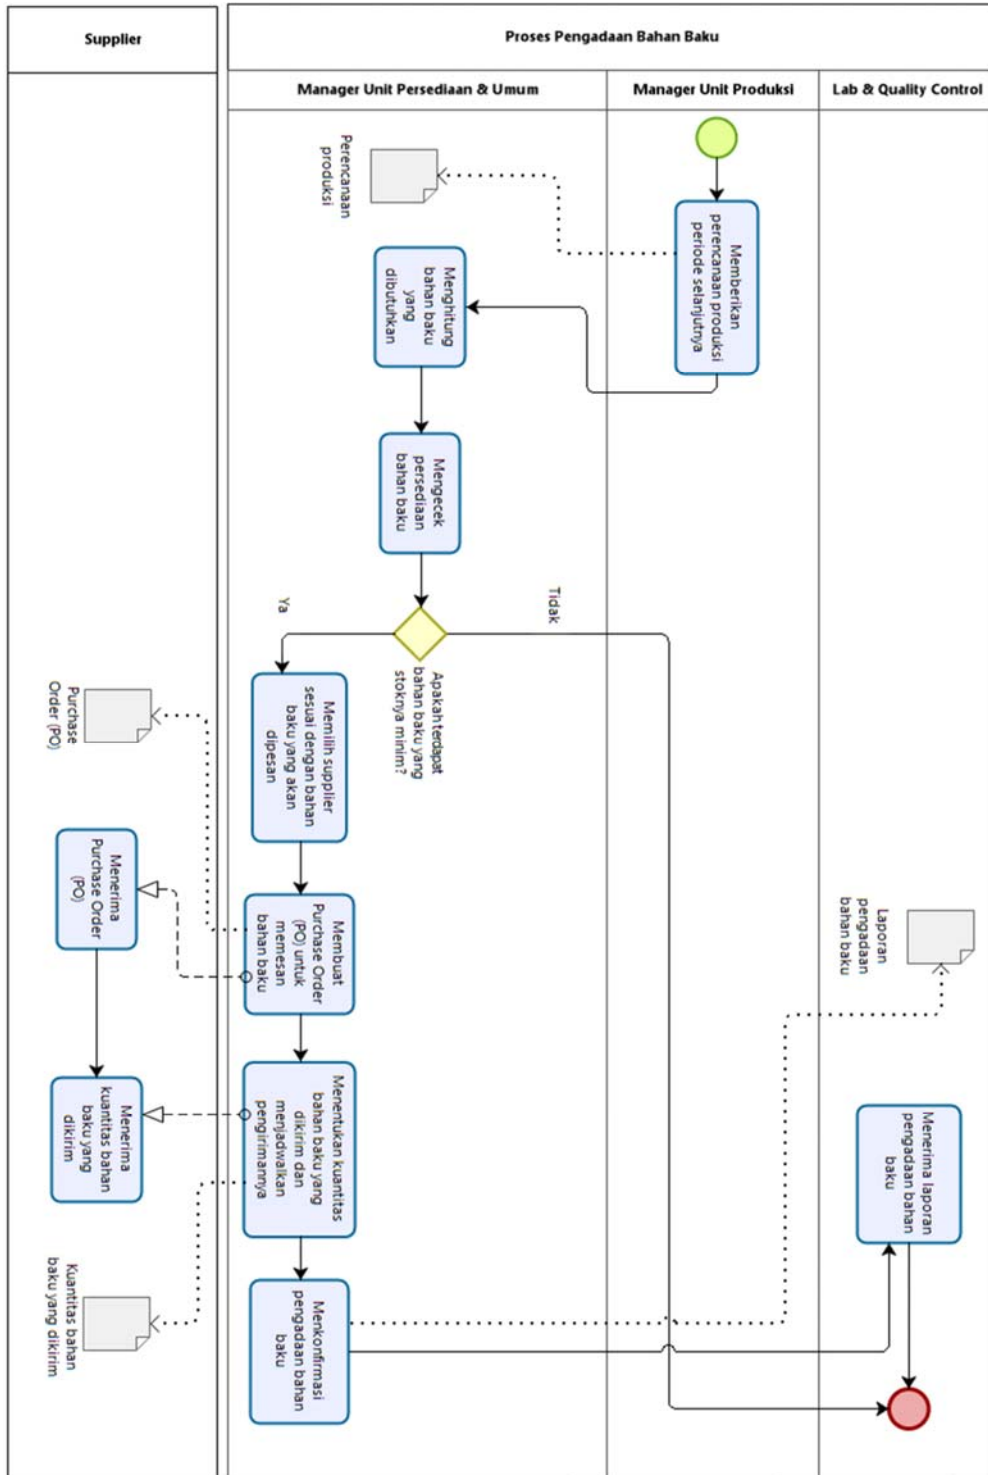 Supplier
Proses Pengadaan Bahan Baku
Manager Unit Persediaan & Umum
Manager Unit Produksi
Lab & Quality Control
Memberikan
perencanaan produksi
periode selanjutnya
Perencanaan
produksi
Menghitung
bahan baku
yang
dibutuhkan
Mengecek
persediaan
bahan baku
Apakah terdapat
bahan baku yang
stoknya minim?
Tidak
Ya
Memilih supplier
sesuai dengan bahan
baku yang akan
dipesan
Purchase
Order (PO)
Membuat
Purchase Order
(PO) untuk
memesan
bahan baku
Menerima
Purchase Order
(PO)
Menentukan kuantitas
bahan baku yang
dikirim dan
menjadwalkan
pengirimannya
Menerima
kuantitas bahan
baku yang
dikirim
Kuantitas bahan
baku yang dikirim
Menkonfirmasi
pengadaan bahan
baku
Laporan
pengadaan
bahan baku
Menerima laporan
pengadaan bahan
baku